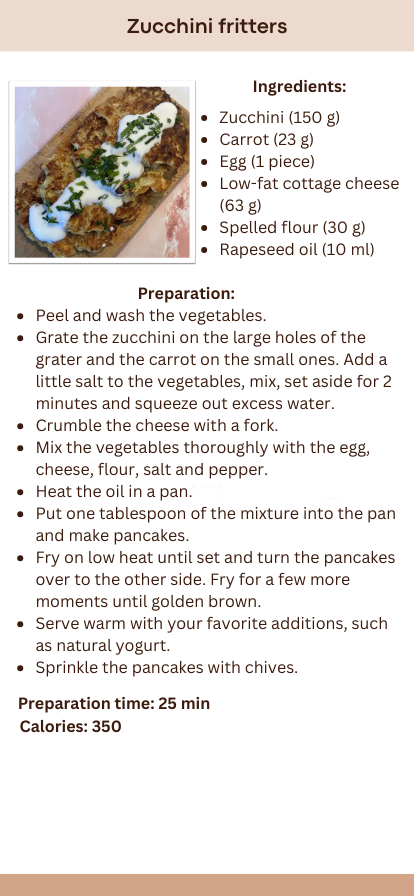 Zucchini fritters
Ingredients:
• Zucchini (150 g)
• Carrot (23 g)
• Egg (1 piece)
• Low-fat cottage cheese
(63 g)
• Spelled flour (30 g)
• Rapeseed oil (10 ml)
Preparation:
• Peel and wash the vegetables.
• Grate the zucchini on the large holes of the
grater and the carrot on the small ones. Add a
little salt to the vegetables, mix, set aside for 2
minutes and squeeze out excess water.
• Crumble the cheese with a fork.
• Mix the vegetables thoroughly with the egg,
cheese, flour, salt and pepper.
• Heat the oil in a pan.
• Put one tablespoon of the mixture into the pan
and make pancakes.
• Fry on low heat until set and turn the pancakes
over to the other side. Fry for a few more
moments until golden brown.
• Serve warm with your favorite additions, such
as natural yogurt.
• Sprinkle the pancakes with chives.
Preparation time: 25 min
Calories: 350